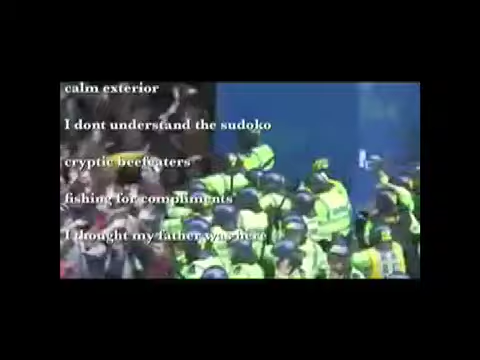 calm exterior
I dont understand the sudoko
cryptic beefeaters
fishing for compliments
I thought my father was here